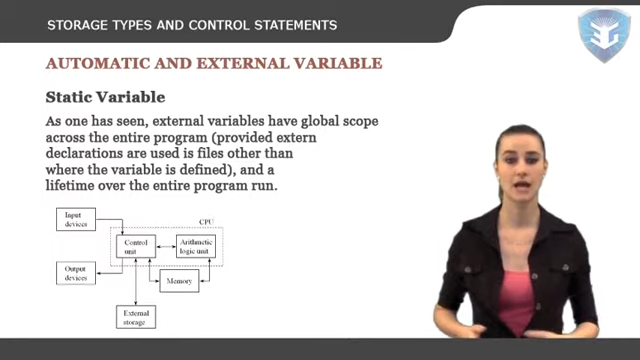 STORAGE TYPES AND CONTROL STATEMENTS
AUTOMATIC AND EXTERNAL VARIABLE
Static Variable
As one has seen, external variables have global scope
across the entire program (provided extern
declarations are used is files other than
where the variable is defined), and a
lifetime over the entire program run.
CPU
Input
devices
Control
unit
Arithmetic
logic unit
Output
devices
Memory
External
storage